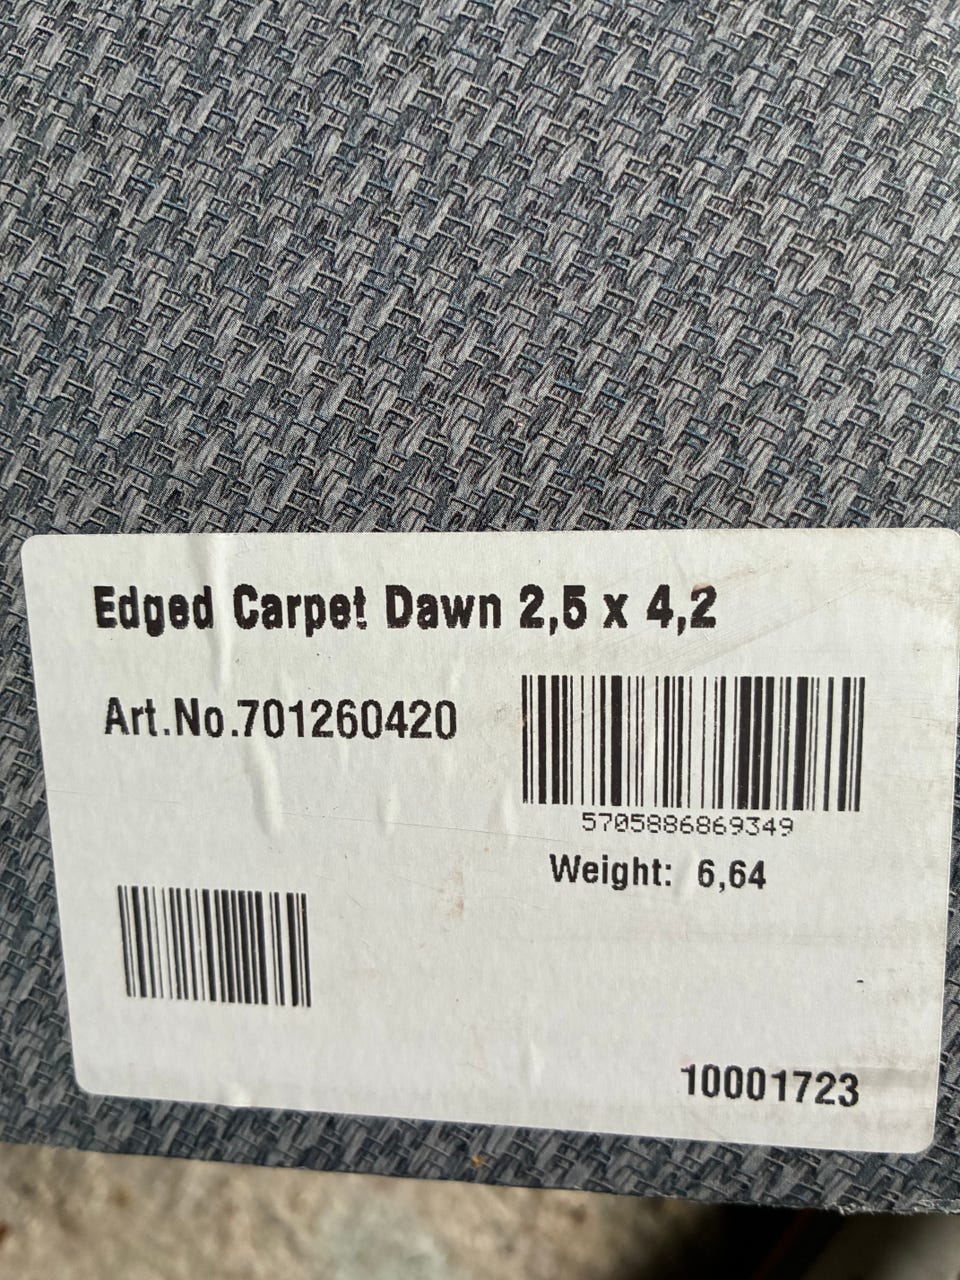 Edged Carpet Dawn 2,5 x 4,2
Art.No.701260420
5705886869349
Weight: 6,64
10001723